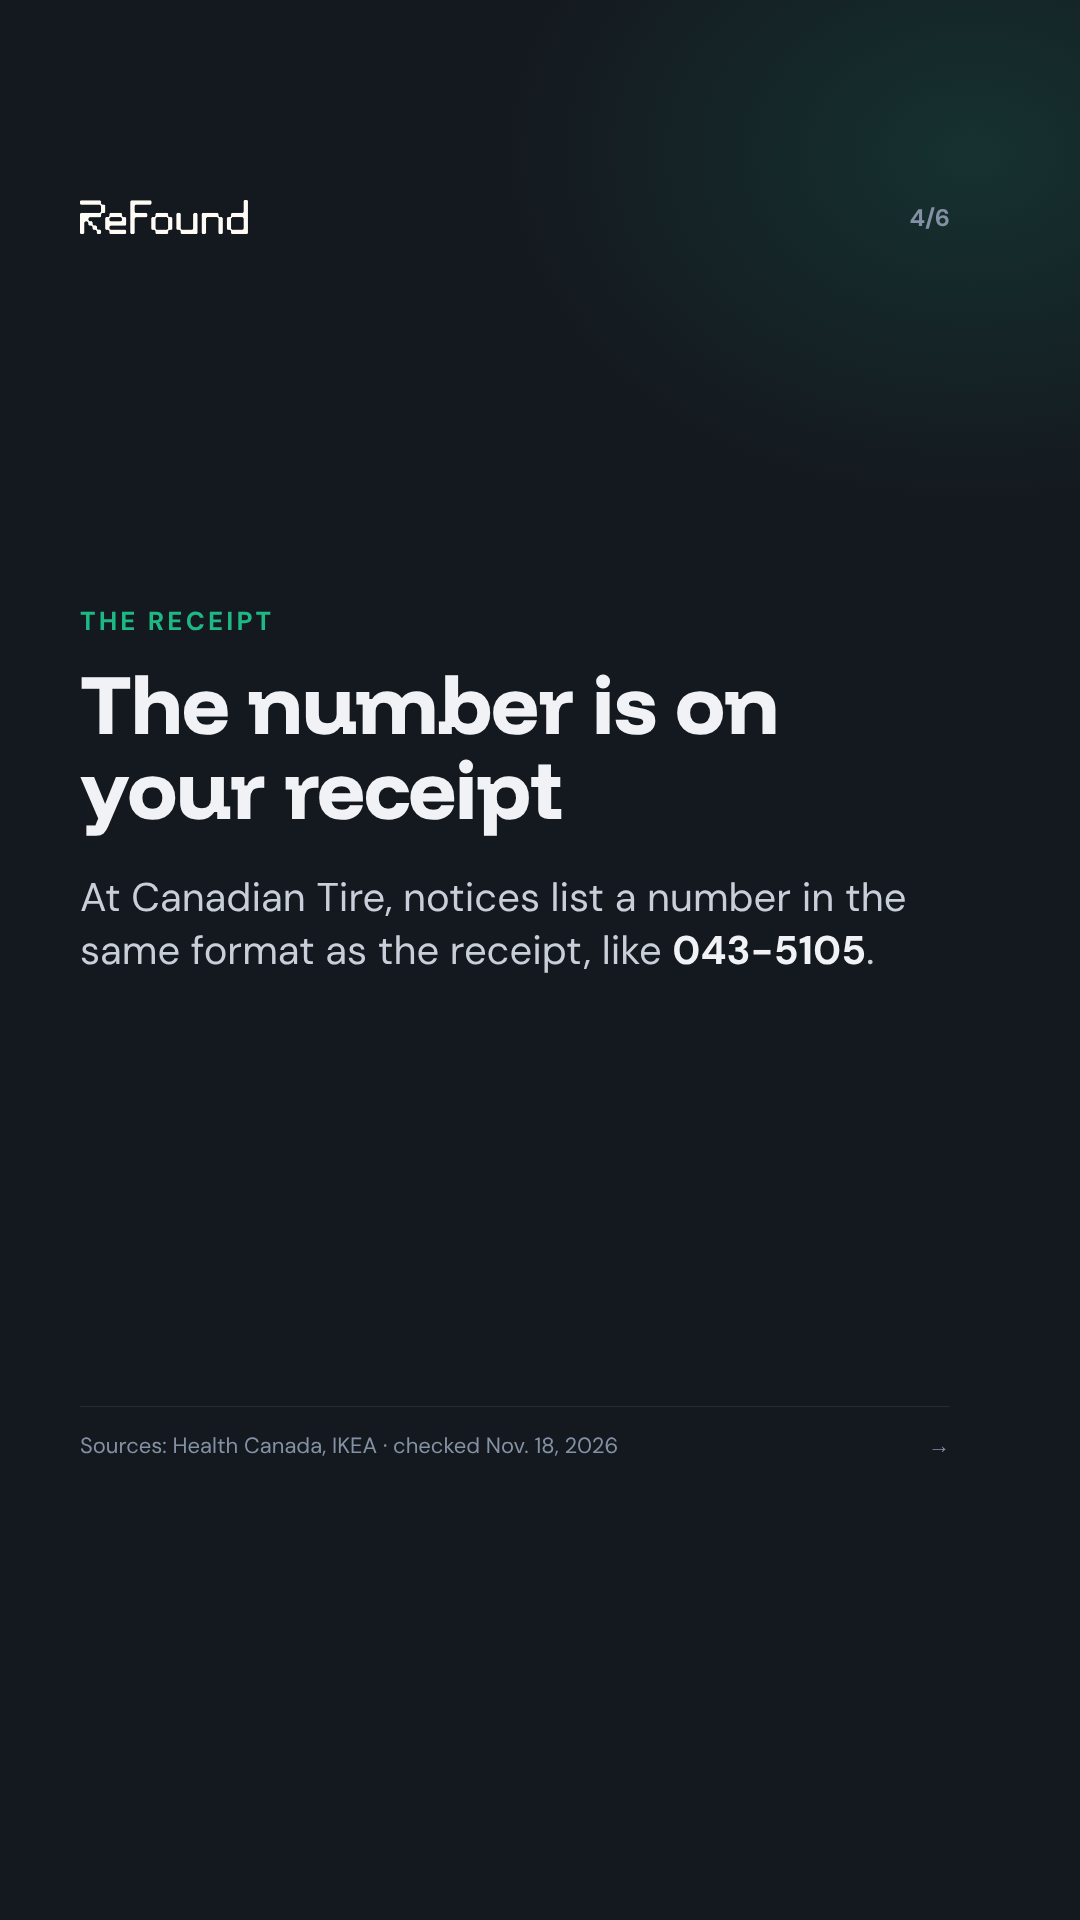 ReFound
4/6
THE RECEIPT
The number is on
your receipt
At Canadian Tire, notices list a number in the
same format as the receipt, like 043-5105.
Sources: Health Canada, IKEA · checked Nov. 18, 2026
→